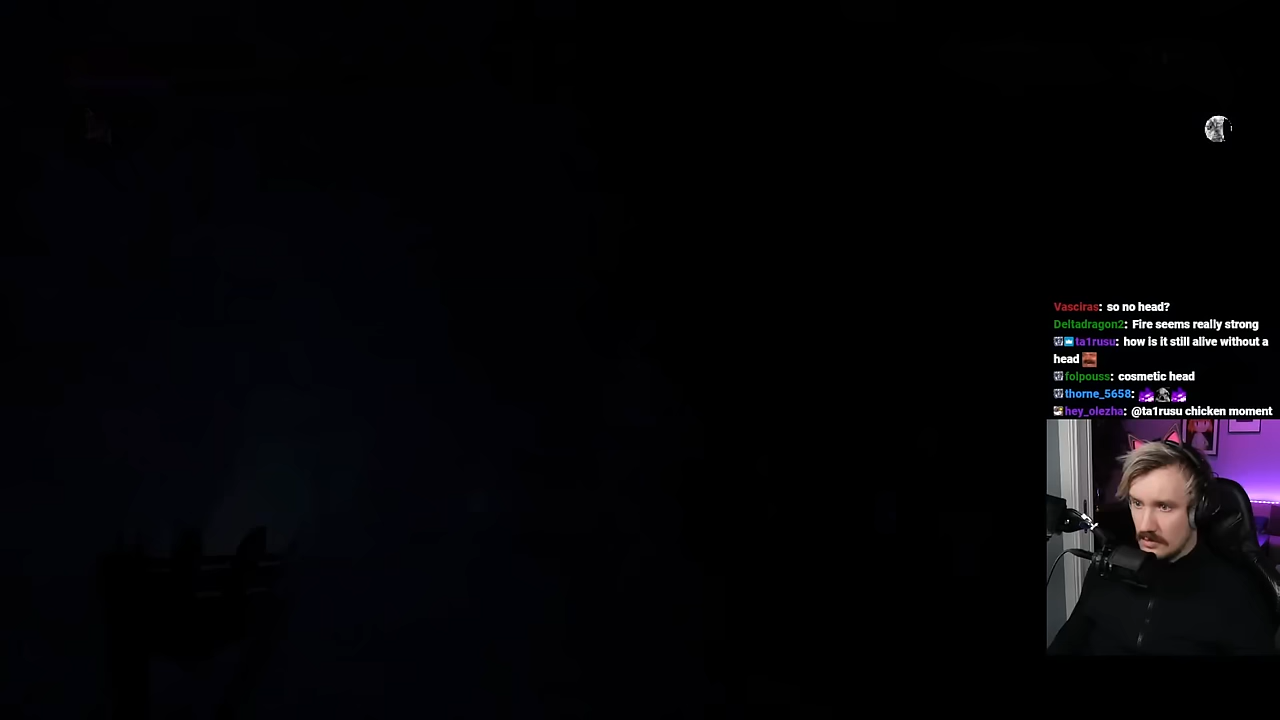 Vasciras: so no head?
Deltadragon2: Fire seems really strong
ta1rusu: how is it still alive without a
head
folpouss: cosmetic head
thorne_5658:
hey_olezha: @ta1rusu chicken moment